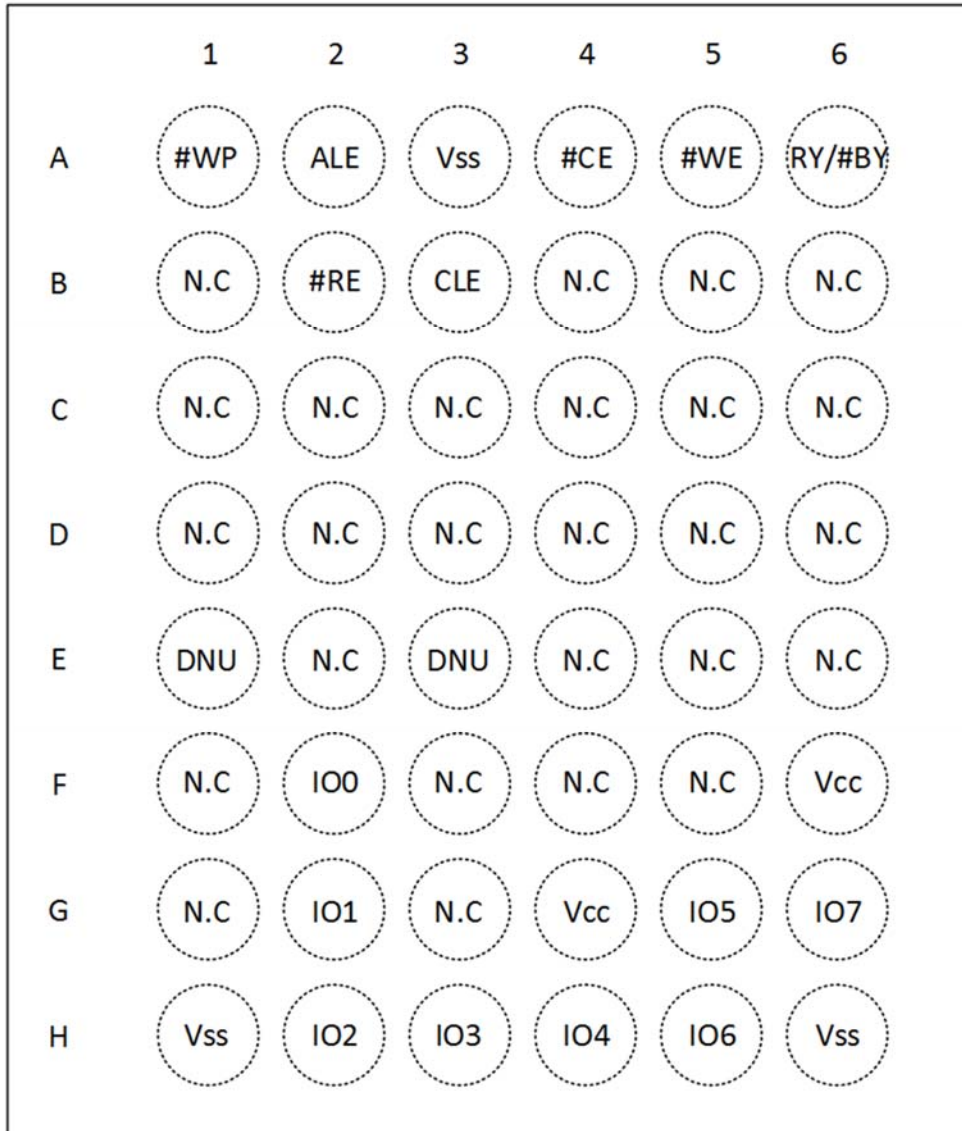 1 2 3 4 5 6
A #WP ALE Vss #CE #WE RY/#BY
B N.C #RE CLE N.C N.C N.C
C N.C N.C N.C N.C N.C N.C
D N.C N.C N.C N.C N.C N.C
E DNU N.C DNU N.C N.C N.C
F N.C IO0 N.C N.C N.C Vcc
G N.C IO1 N.C Vcc IO5 IO7
H Vss IO2 IO3 IO4 IO6 Vss